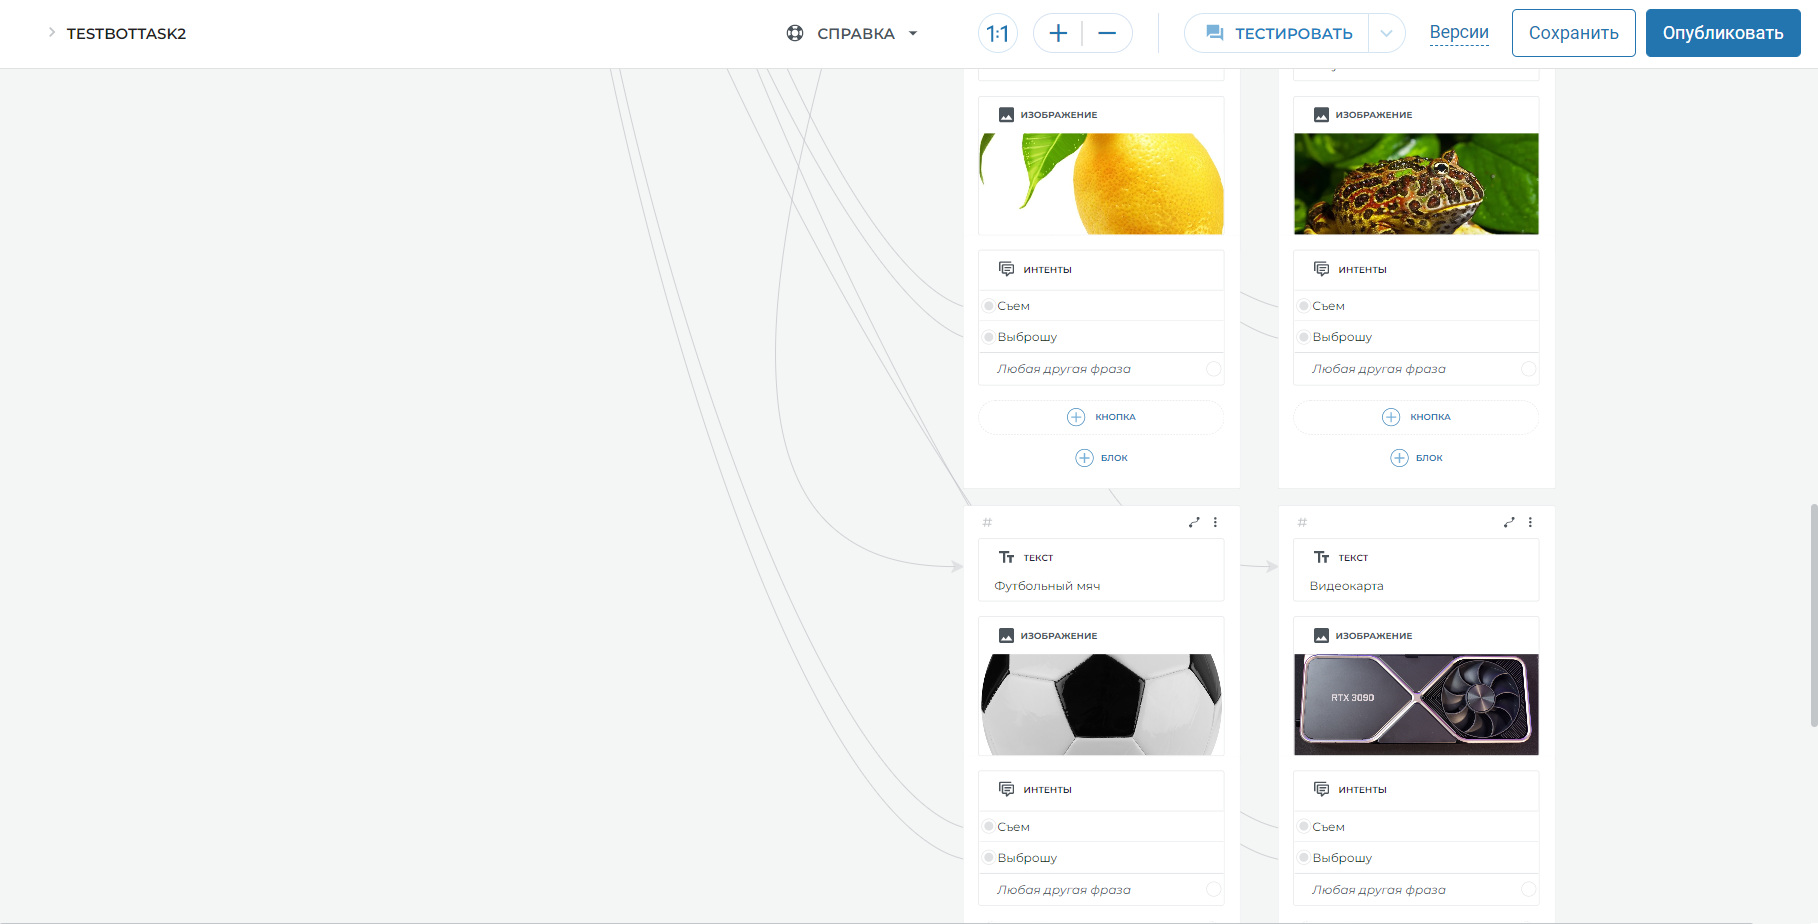 TESTBOTTASK2
СПРАВКА
1:1
ТЕСТИРОВАТЬ
Версии
Сохранить
Опубликовать
ИЗОБРАЖЕНИЕ
ИНТЕНТЫ
Съем
Выброшу
Любая другая фраза
КНОПКА
БЛОК
ИЗОБРАЖЕНИЕ
ИНТЕНТЫ
Съем
Выброшу
Любая другая фраза
КНОПКА
БЛОК
#
ТЕКСТ
Футбольный мяч
ИЗОБРАЖЕНИЕ
ИНТЕНТЫ
Съем
Выброшу
Любая другая фраза
#
ТЕКСТ
Видеокарта
ИЗОБРАЖЕНИЕ
RTX 3090
ИНТЕНТЫ
Съем
Выброшу
Любая другая фраза